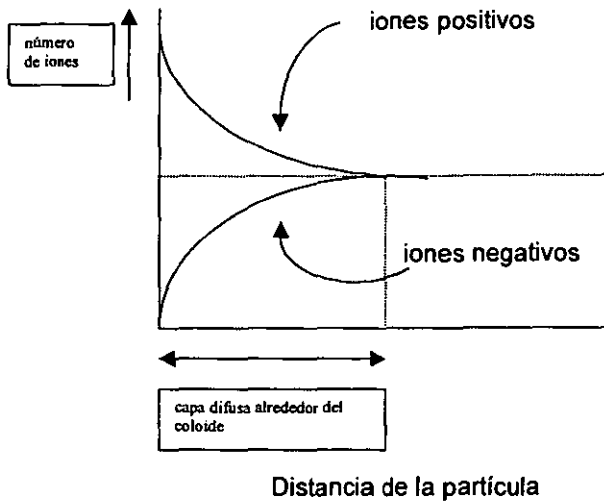 iones positivos
número
de iones
iones negativos
capa difusa alrededor del
coloide
Distancia de la partícula